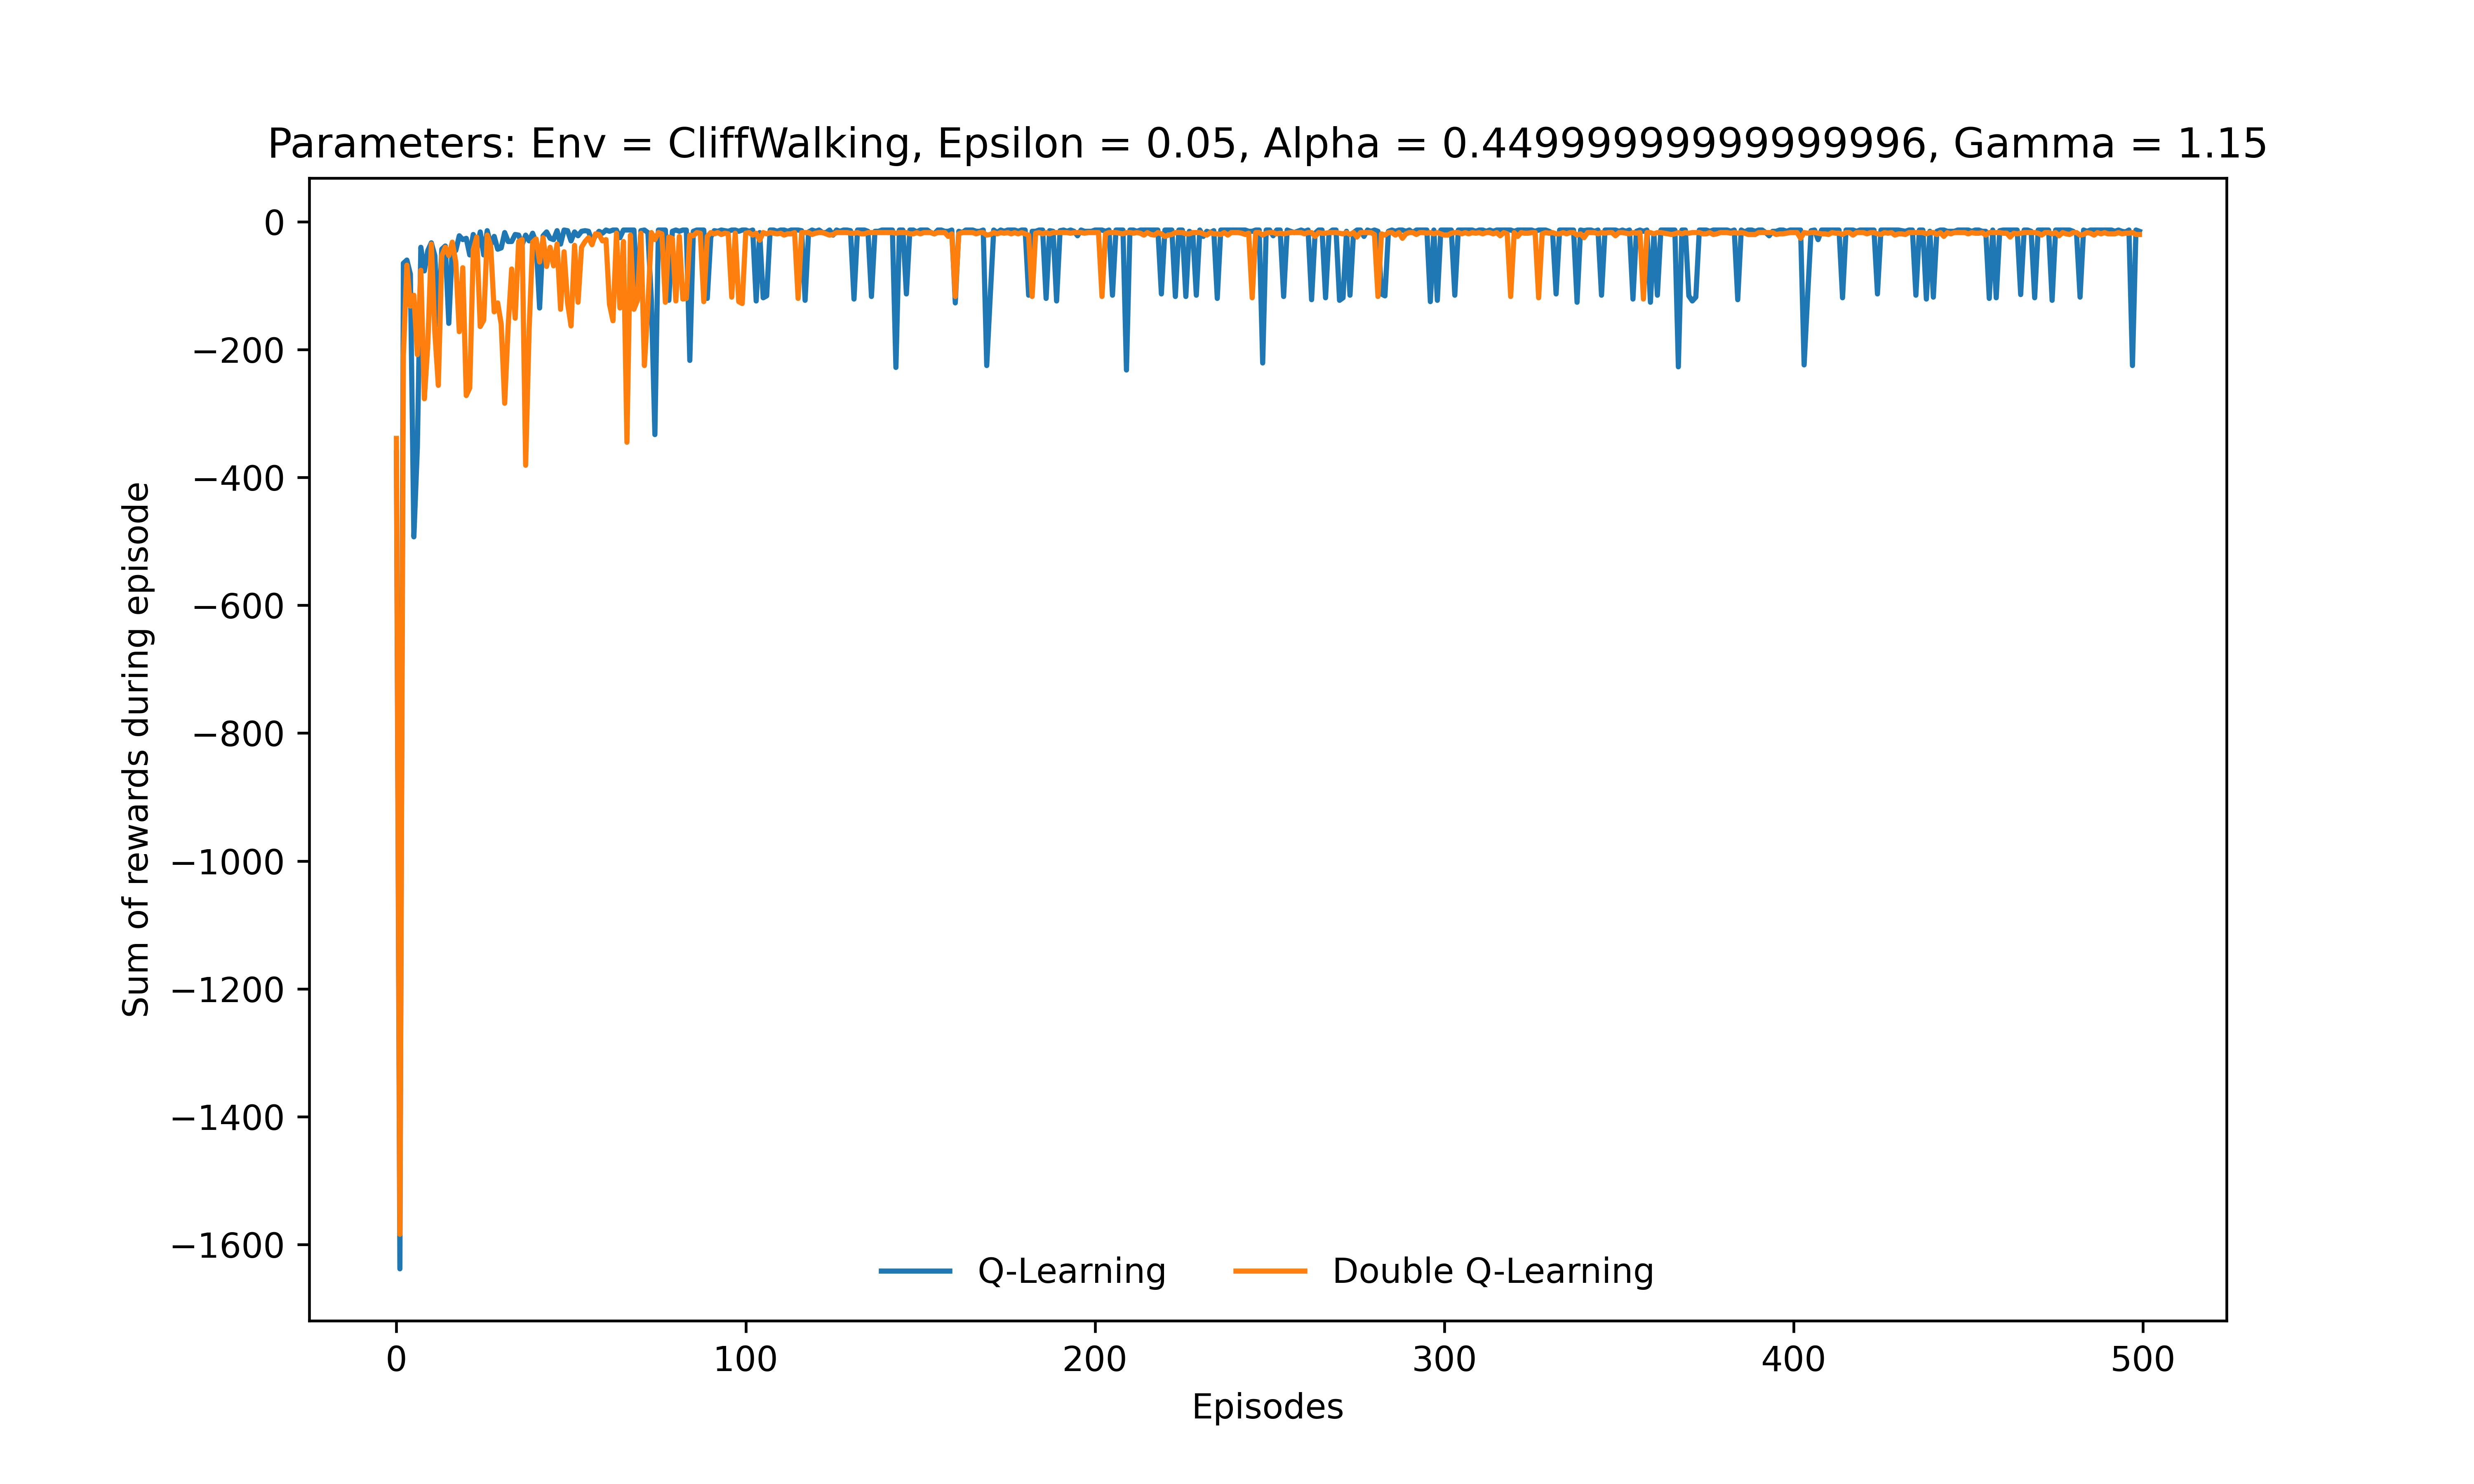 Parameters: Env = CliffWalking, Epsilon = 0.05, Alpha = 0.44999999999999996, Gamma = 1.15
0
−200
−400
−600
−800
−1000
−1200
−1400
−1600
Sum of rewards during episode
Q-Learning
Double Q-Learning
0 100 200 300 400 500
Episodes